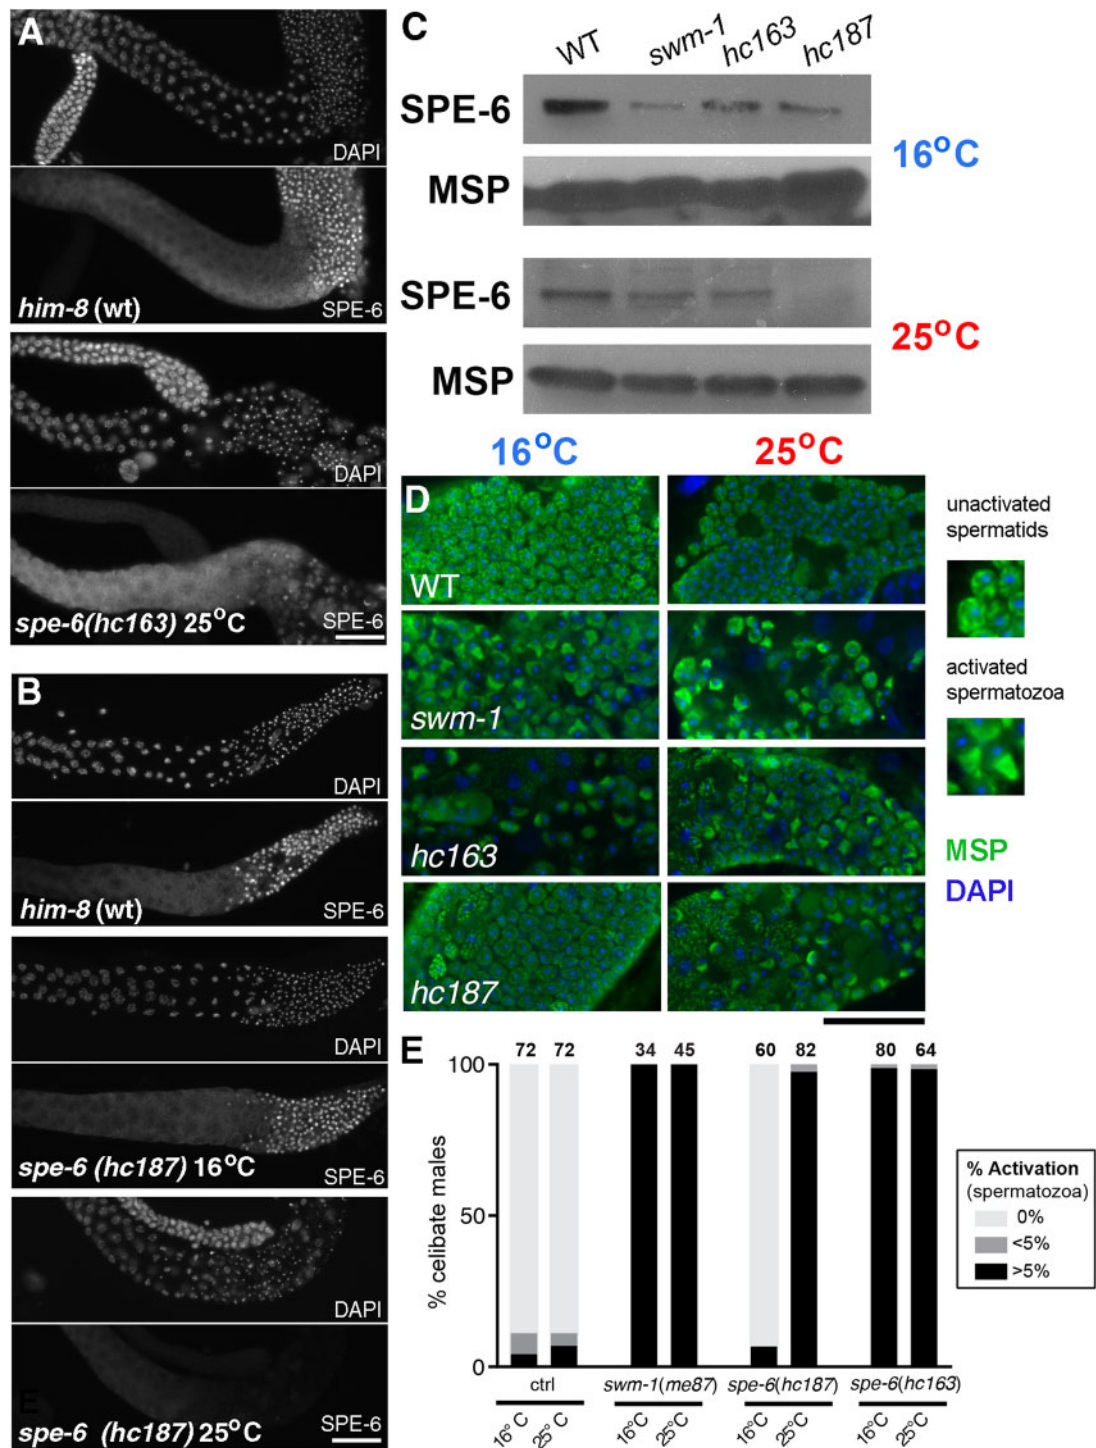 A
DAPI
him-8 (wt)
SPE-6
DAPI
spe-6(hc163) 25°C
SPE-6
B
DAPI
him-8 (wt)
SPE-6
DAPI
spe-6 (hc187) 16°C
SPE-6
DAPI
E
spe-6 (hc187) 25°C
SPE-6
C
WT swm-1 hc163 hc187
SPE-6
MSP
16°C
SPE-6
MSP
25°C
16°C 25°C
D
WT
swm-1
hc163
hc187
unactivated
spermatids
activated
spermatozoa
MSP
DAPI
E
72 72 34 45 60 82 80 64
100
50
0
% celibate males
ctrl swm-1(me87) spe-6(hc187) spe-6(hc163)
16°C 25°C 16°C 25°C 16°C 25°C 16°C 25°C
% Activation
(spermatozoa)
0%
<5%
>5%